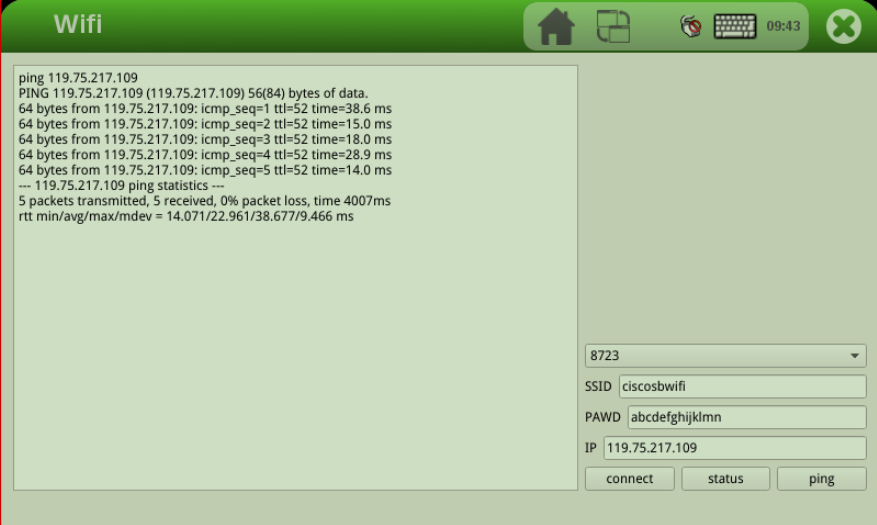 Wifi
09:43
ping 119.75.217.109
PING 119.75.217.109 (119.75.217.109) 56(84) bytes of data.
64 bytes from 119.75.217.109: icmp_seq=1 ttl=52 time=38.6 ms
64 bytes from 119.75.217.109: icmp_seq=2 ttl=52 time=15.0 ms
64 bytes from 119.75.217.109: icmp_seq=3 ttl=52 time=18.0 ms
64 bytes from 119.75.217.109: icmp_seq=4 ttl=52 time=28.9 ms
64 bytes from 119.75.217.109: icmp_seq=5 ttl=52 time=14.0 ms
--- 119.75.217.109 ping statistics ---
5 packets transmitted, 5 received, 0% packet loss, time 4007ms
rtt min/avg/max/mdev = 14.071/22.961/38.677/9.466 ms
8723
SSID ciscosbwifi
PAWD abcdefghijklmn
IP 119.75.217.109
connect status ping